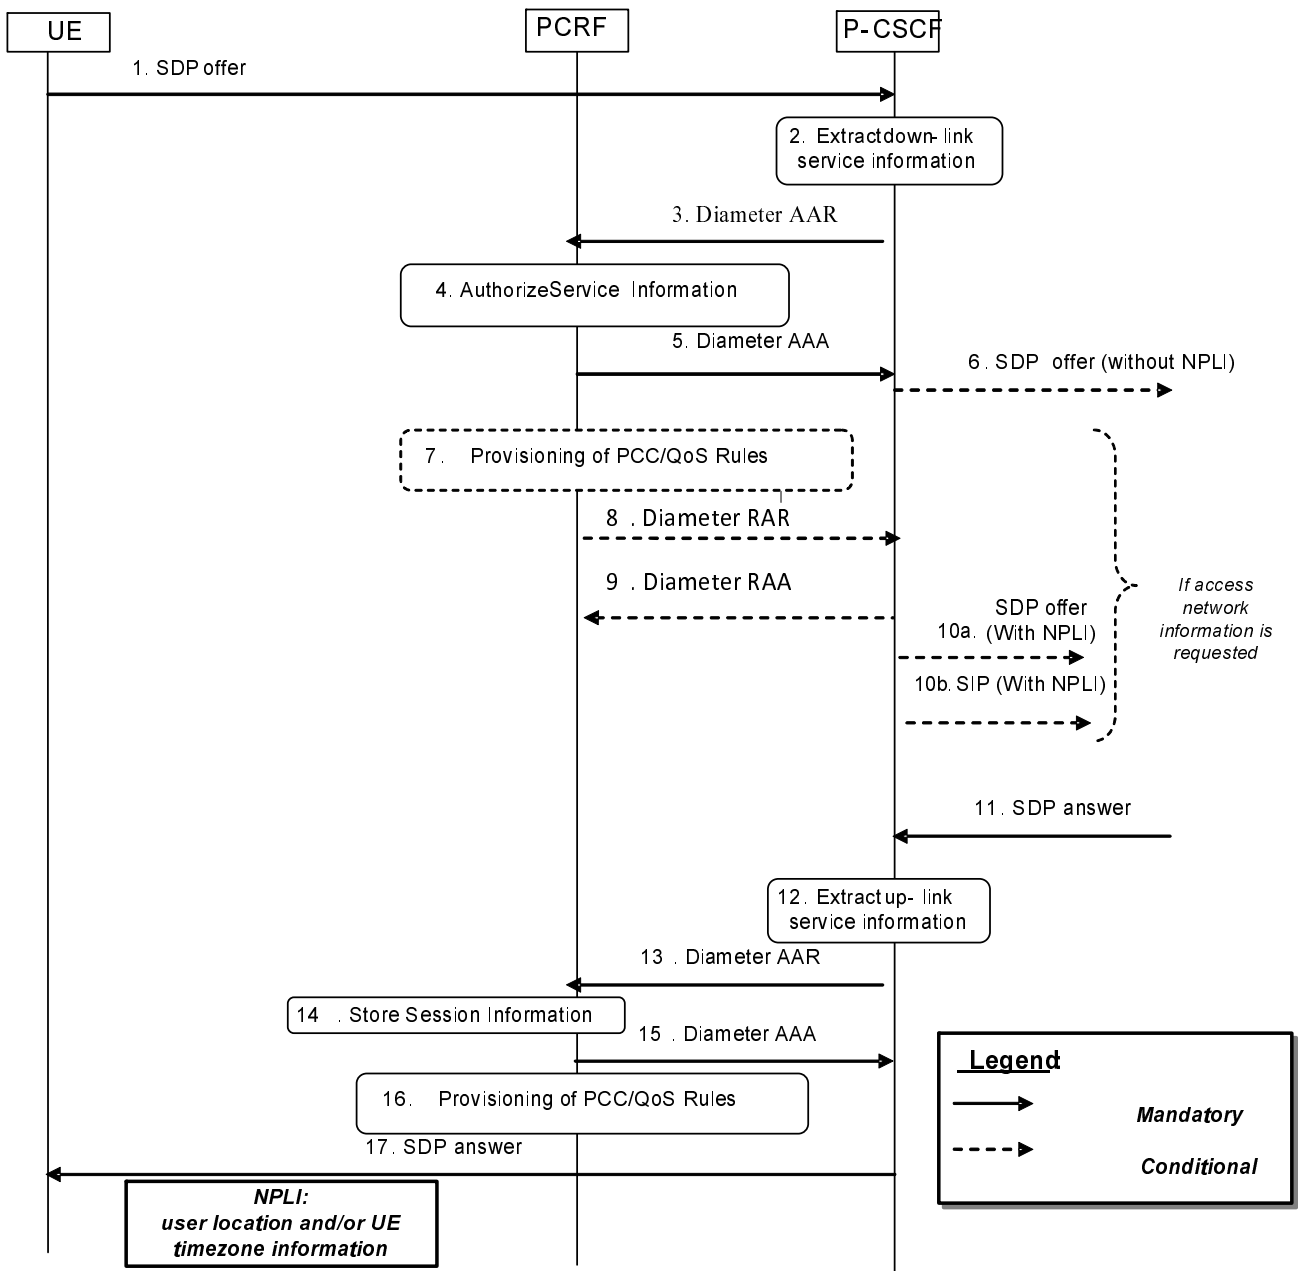 UE
PCRF
P-CSCF
1. SDP offer
2. Extractdown-link
service information
3. Diameter AAR
4. AuthorizeService Information
5. Diameter AAA
6. SDP offer (without NPLI)
7. Provisioning of PCC/QoS Rules
8 . Diameter RAR
9 . Diameter RAA
If access
network
information is
requested
SDP offer
10a. (With NPLI)
10b. SIP (With NPLI)
11. SDP answer
12. Extract up- link
service information
13 . Diameter AAR
14 . Store Session Information
15 . Diameter AAA
16. Provisioning of PCC/QoS Rules
17. SDP answer
Legend:
Mandatory
Conditional
NPLI:
user location and/or UE
timezone information